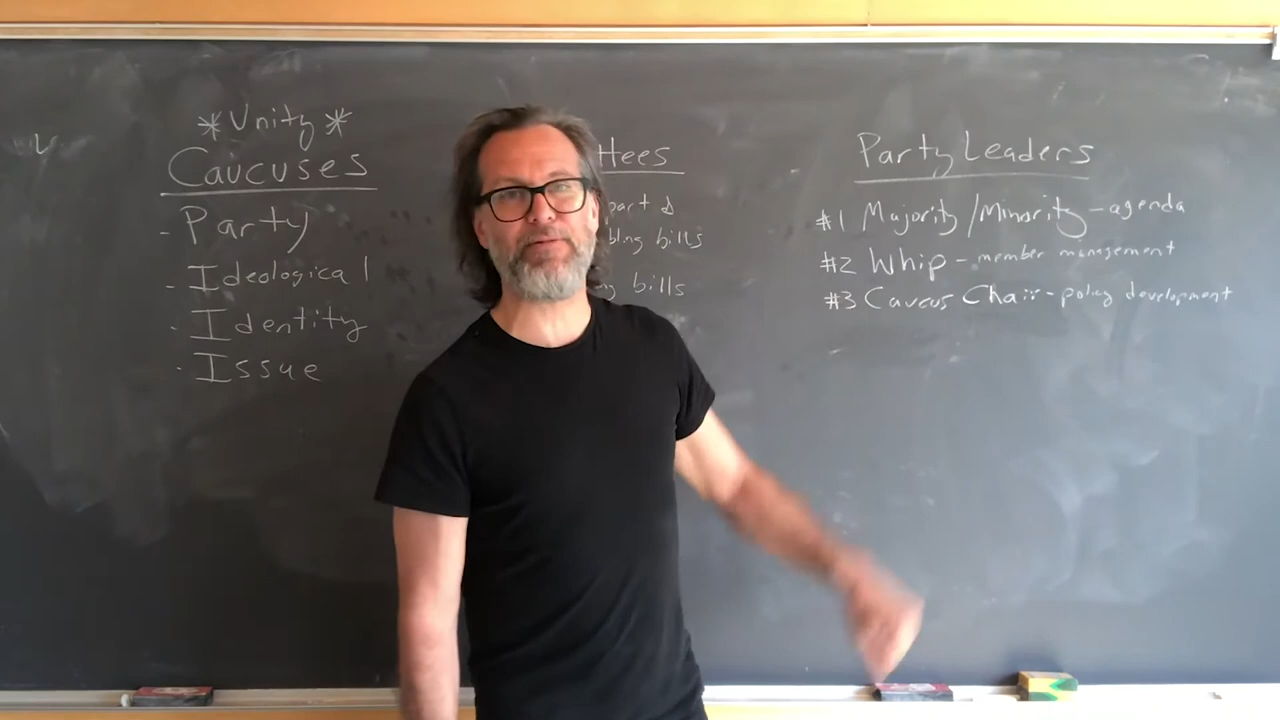 *Unity*
Caucuses
- Party
- Ideological
- Identity
- Issue
ttees
bills
bills
Party Leaders
#1 Majority/Minority - agenda
#2 Whip - member management
#3 Caucus Chair - policy development